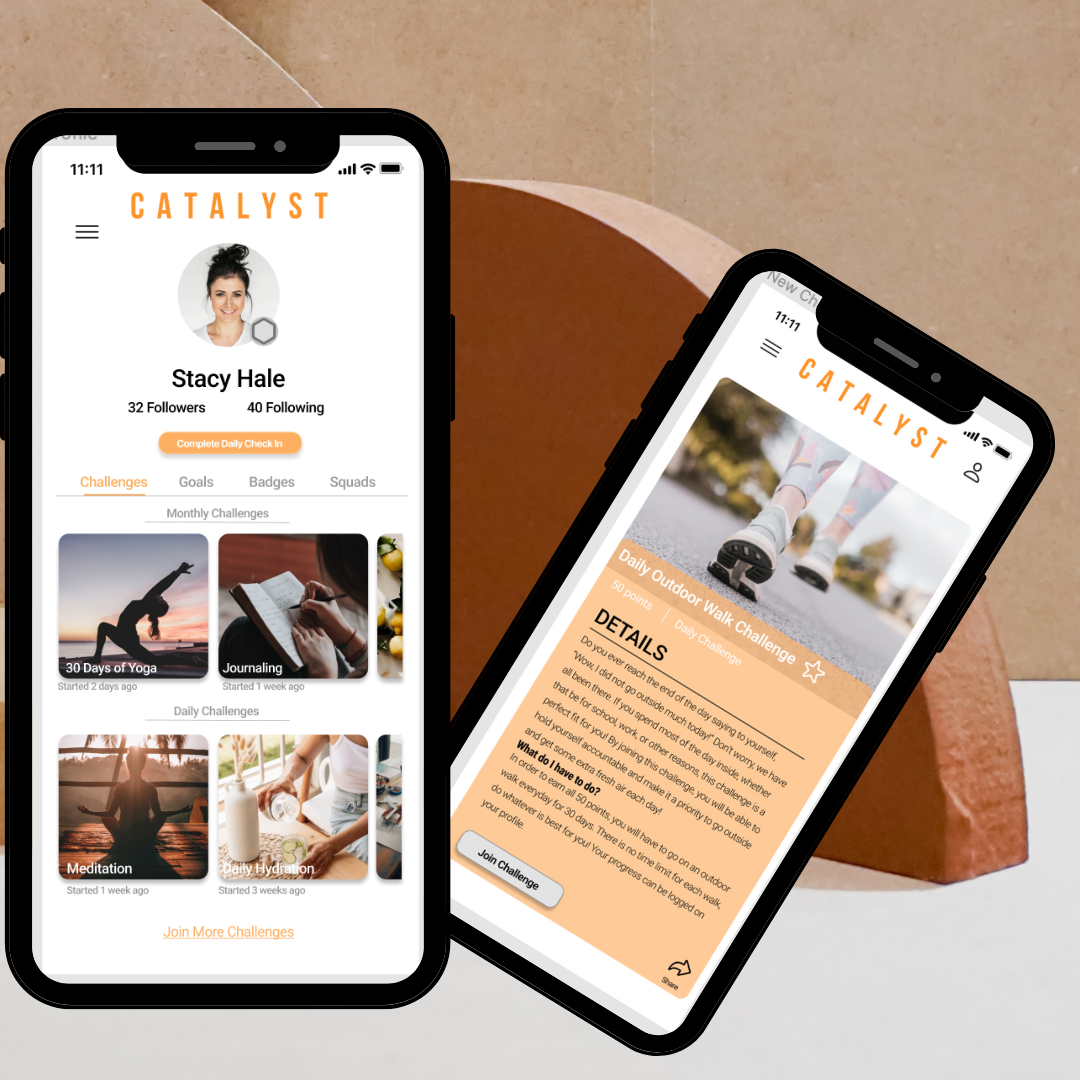 11:11
CATALYST
Stacy Hale
32 Followers
40 Following
Complete Daily Check In
Challenges
Goals
Badges
Squads
Monthly Challenges
30 Days of Yoga
Started 2 days ago
Journaling
Started 1 week ago
Daily Challenges
Meditation
Started 1 week ago
Daily Hydration
Started 3 weeks ago
Join More Challenges
New Ch
11:11
CATALYST
Daily Outdoor Walk Challenge
50 points
Daily Challenge
DETAILS
Do you ever reach the end of the day saying to yourself,
"Wow, I did not go outside much today!" Don't worry, we have
all been there. If you spend most of the day inside, whether
that be for school, work, or other reasons, this challenge is a
perfect fit for you! By joining this challenge, you will be able to
hold yourself accountable and make it a priority to go outside
and get some extra fresh air each day!
What do I have to do?
In order to earn all 50 points, you will have to go on an outdoor
walk everyday for 30 days. There is no time limit for each walk,
do whatever is best for you! Your progress can be logged on
your profile.
Join Challenge
Share